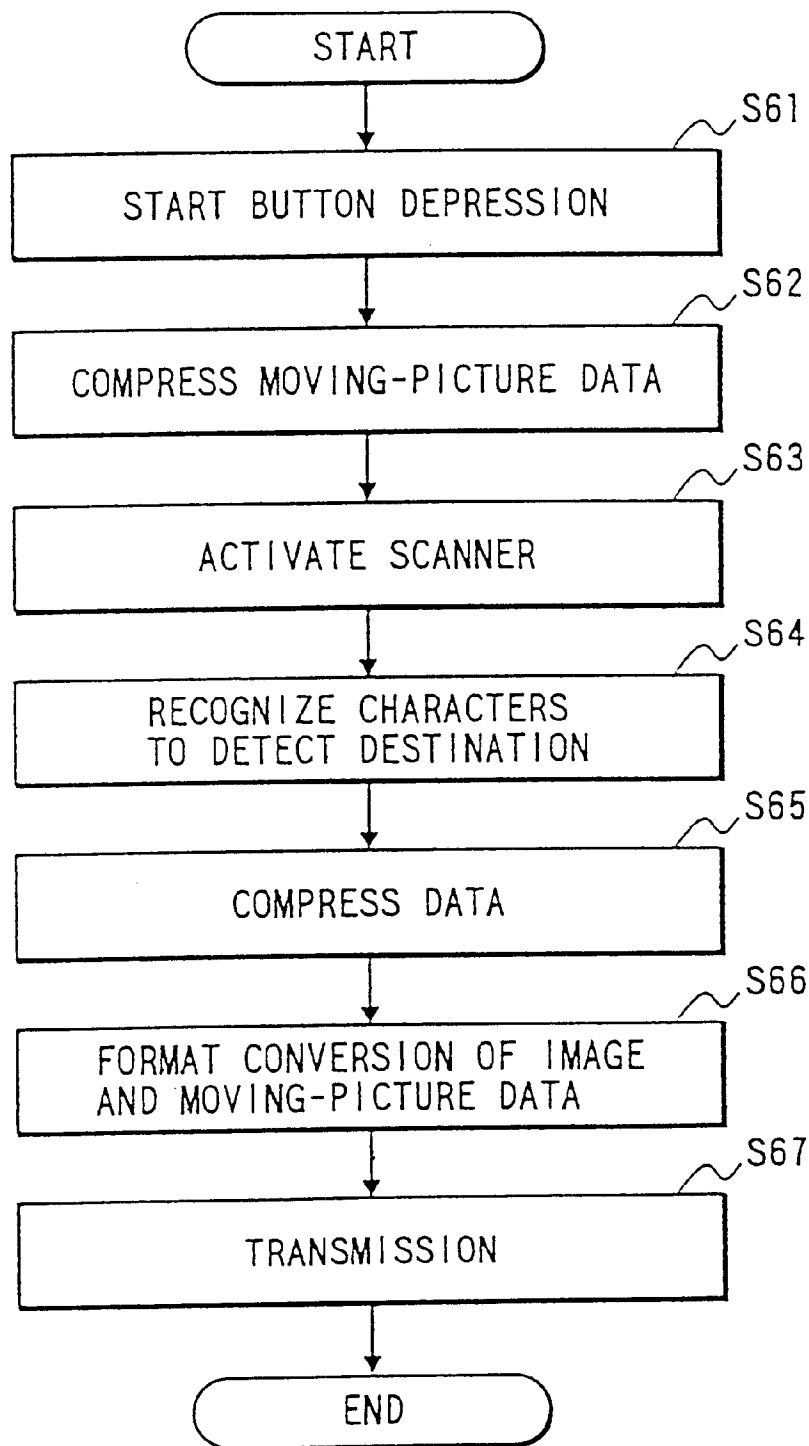 START
S61
START BUTTON DEPRESSION
S62
COMPRESS MOVING-PICTURE DATA
S63
ACTIVATE SCANNER
S64
RECOGNIZE CHARACTERS
TO DETECT DESTINATION
S65
COMPRESS DATA
S66
FORMAT CONVERSION OF IMAGE
AND MOVING-PICTURE DATA
S67
TRANSMISSION
END